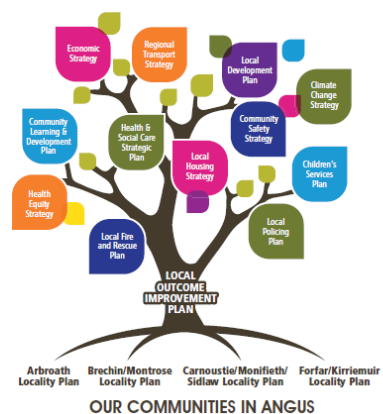 Economic
Strategy
Regional
Transport
Strategy
Local
Development
Plan
Climate
Change
Strategy
Community
Learning &
Development
Plan
Health &
Social Care
Strategic
Plan
Community
Safety
Strategy
Local
Housing
Strategy
Children's
Services
Plan
Health
Equity
Strategy
Local Fire
and Rescue
Plan
Local
Policing
Plan
LOCAL
OUTCOME
IMPROVEMENT
PLAN
Arbroath
Locality Plan
Brechin/Montrose
Locality Plan
Carnoustie/Monifieth/
Sidlaw Locality Plan
Forfar/Kirriemuir
Locality Plan
OUR COMMUNITIES IN ANGUS